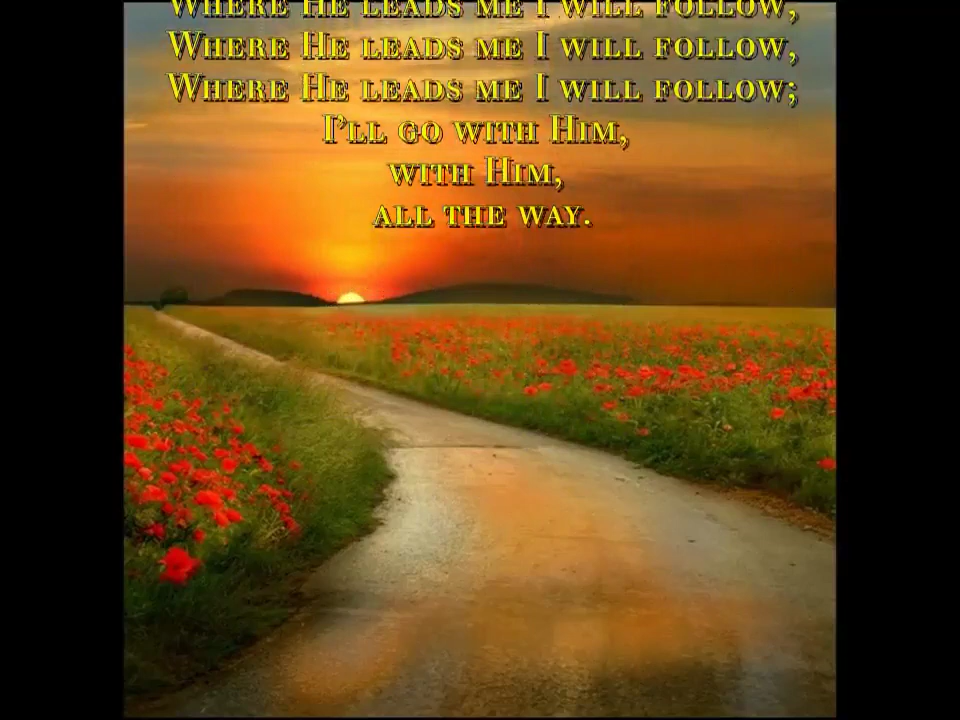 Where He leads me I will follow,
Where He leads me I will follow,
Where He leads me I will follow;
I’ll go with Him,
with Him,
all the way.